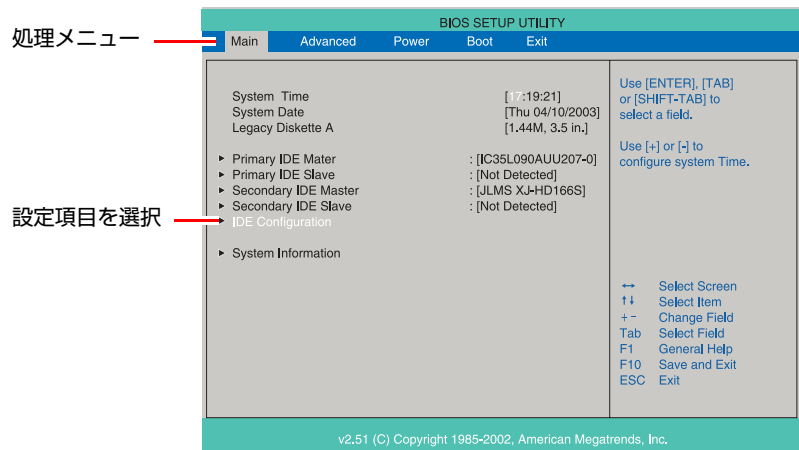 BIOS SETUP UTILITY
処理メニュー
Main Advanced Power Boot Exit
System Time [17:19:21]
System Date [Thu 04/10/2003]
Legacy Diskette A [1.44M, 3.5 in.]
Primary IDE Mater : [IC35L090AUU207-0]
Primary IDE Slave : [Not Detected]
Secondary IDE Master : [JLMS XJ-HD166S]
Secondary IDE Slave : [Not Detected]
設定項目を選択
IDE Configuration
System Information
Use [ENTER], [TAB]
or [SHIFT-TAB] to
select a field.
Use [+] or [-] to
configure system Time.
↔ Select Screen
↑↓ Select Item
+ - Change Field
Tab Select Field
F1 General Help
F10 Save and Exit
ESC Exit
v2.51 (C) Copyright 1985-2002, American Megatrends, Inc.